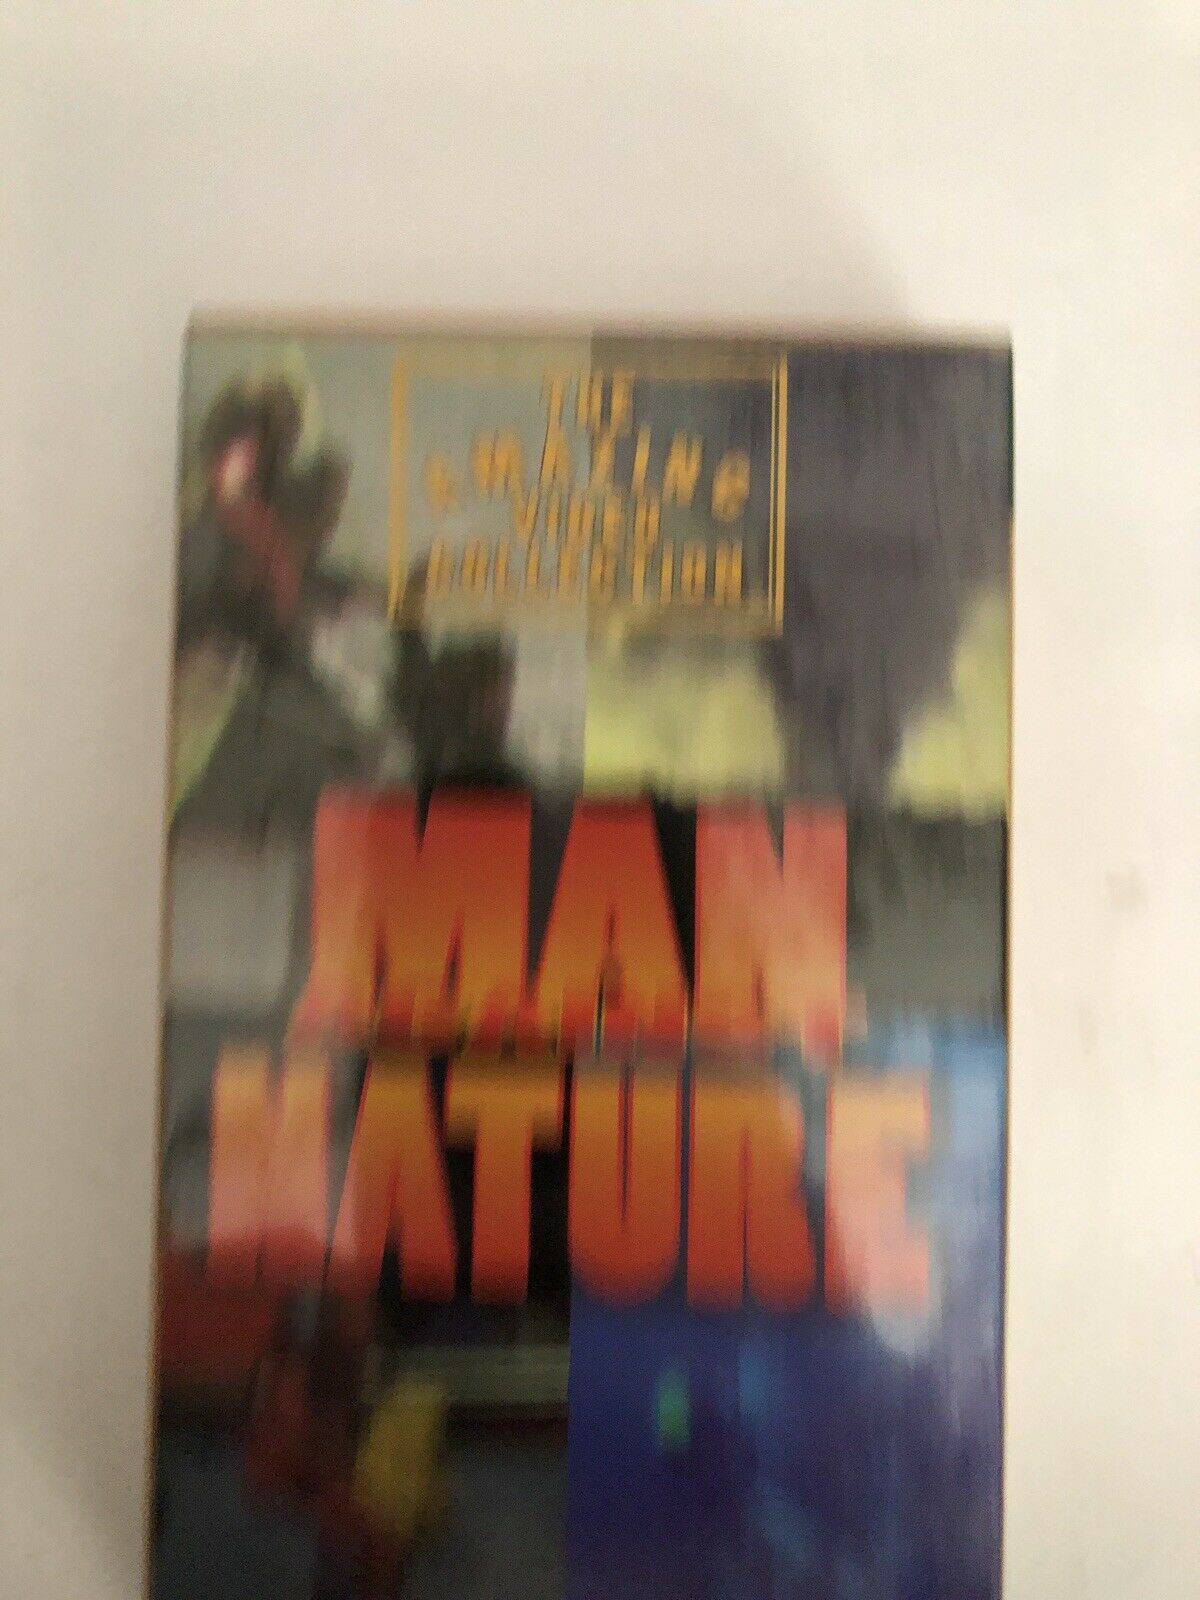 THE
AMAZING
VIDEO
COLLECTION
MAN
NATURE